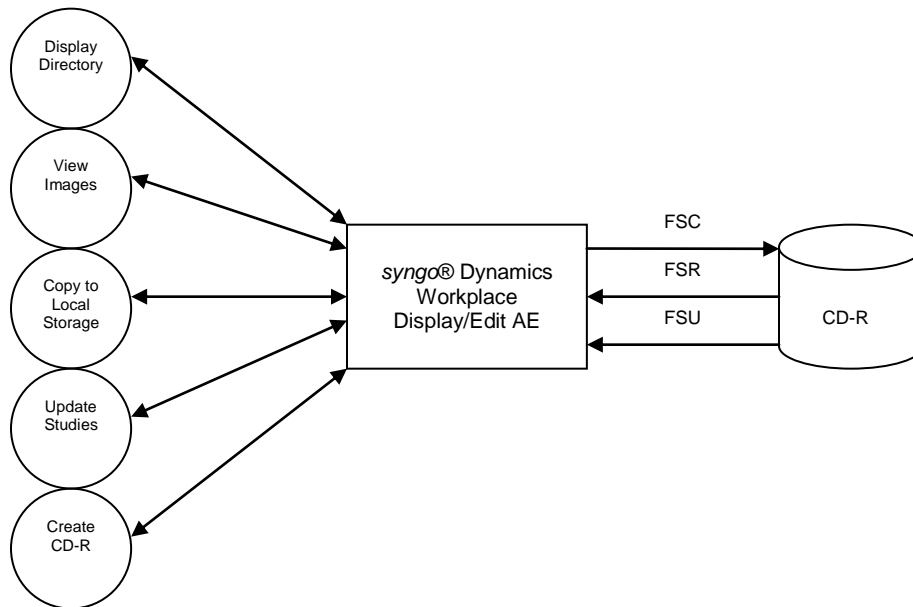 Display
Directory
View
Images
Copy to
Local
Storage
Update
Studies
Create
CD-R
syngo® Dynamics
Workplace
Display/Edit AE
FSC
FSR
FSU
CD-R